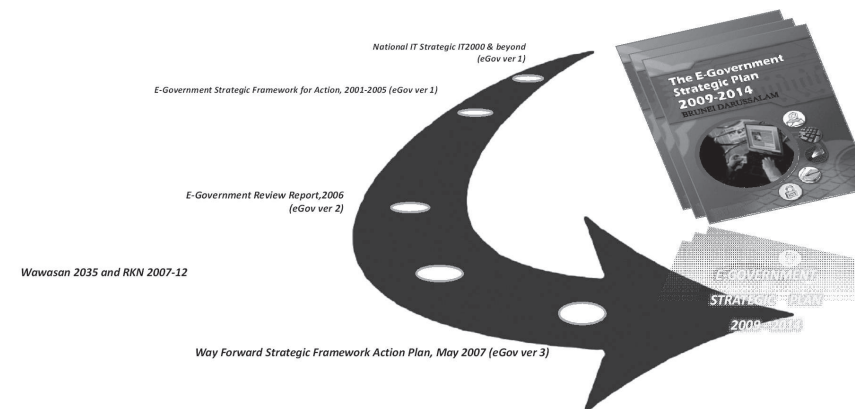 National IT Strategic IT2000 & beyond
(eGov ver 1)
E-Government Strategic Framework for Action, 2001-2005 (eGov ver 1)
E-Government Review Report,2006
(eGov ver 2)
Wawasan 2035 and RKN 2007-12
Way Forward Strategic Framework Action Plan, May 2007 (eGov ver 3)
The E-Government
Strategic Plan
2009-2014
BRUNEI DARUSSALAM
E-GOVERNMENT
STRATEGIC PLAN
2009 - 2014